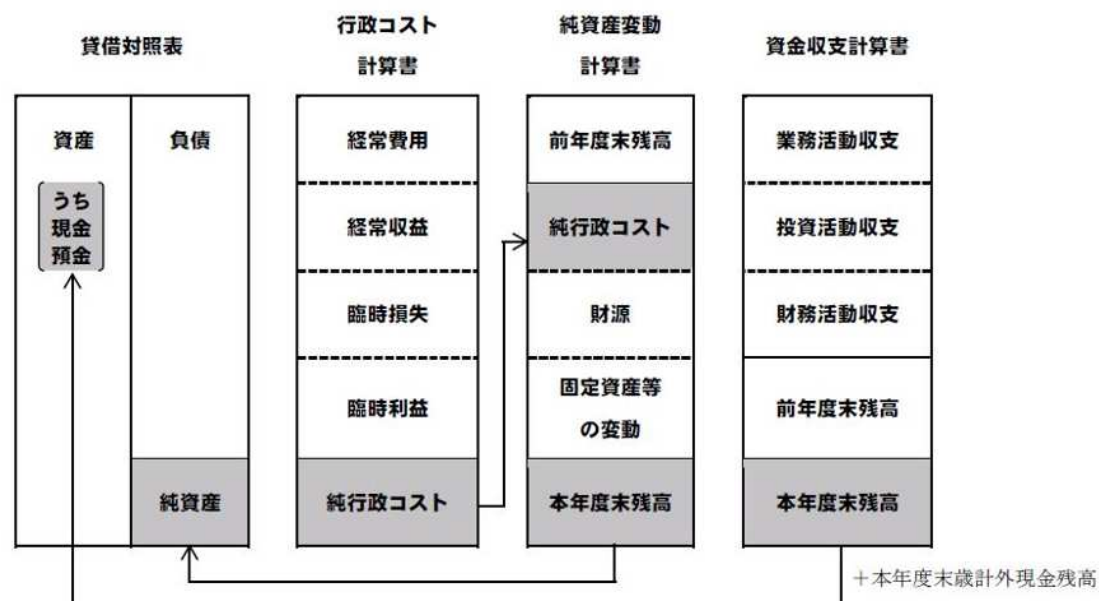 貸借対照表
資産
うち
現金
預金
負債
純資産
行政コスト
計算書
経常費用
経常収益
臨時損失
臨時利益
純行政コスト
純資産変動
計算書
前年度末残高
純行政コスト
財源
固定資産等
の変動
本年度末残高
資金収支計算書
業務活動収支
投資活動収支
財務活動収支
前年度末残高
本年度末残高
＋本年度末歳計外現金残高